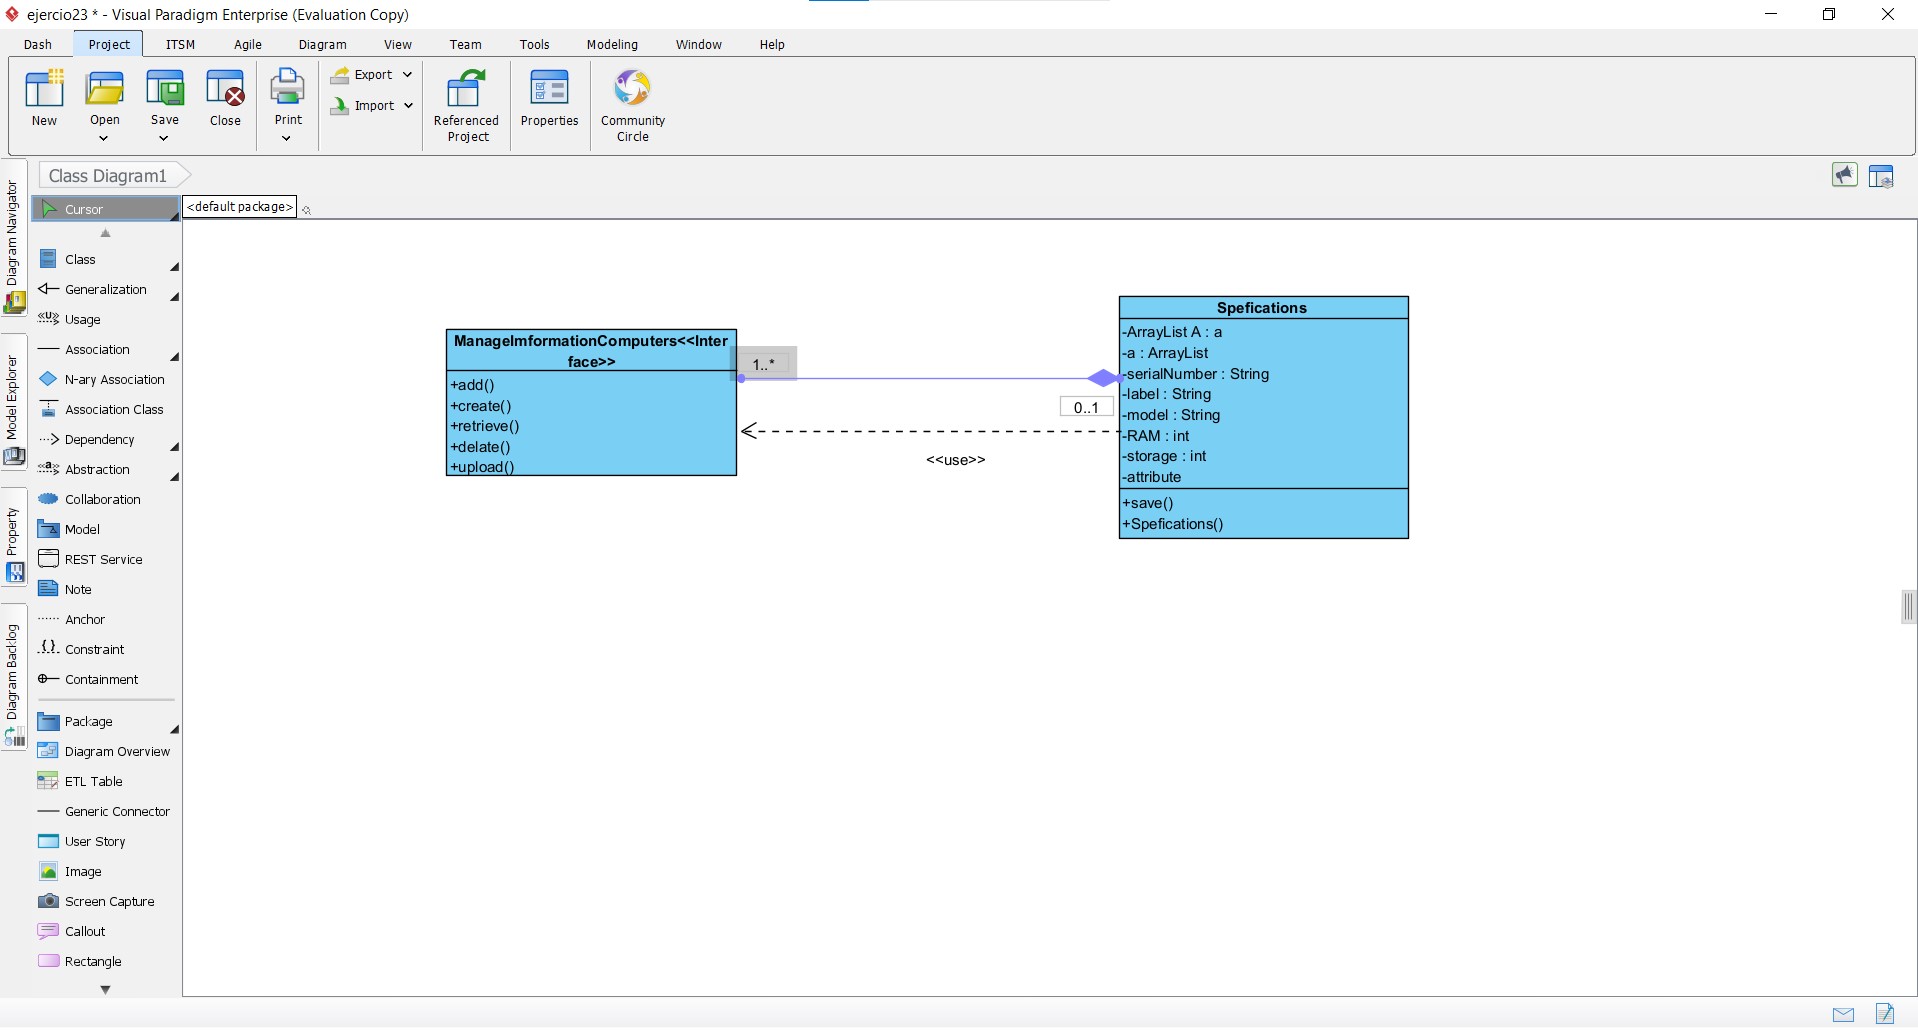 ejercio23 * - Visual Paradigm Enterprise (Evaluation Copy)
Dash Project ITSM Agile Diagram View Team Tools Modeling Window Help
New Open Save Close Print Export Import Referenced Project Properties Community Circle
Class Diagram1
Diagram Navigator
Model Explorer
Property
Diagram Backlog
Cursor
Class
Generalization
«U» Usage
Association
N-ary Association
Association Class
Dependency
«a» Abstraction
Collaboration
Model
REST Service
Note
Anchor
Constraint
Containment
Package
Diagram Overview
ETL Table
Generic Connector
User Story
Image
Screen Capture
Callout
Rectangle
<default package>
ManageImformationComputers<<Inter
face>>
+add()
+create()
+retrieve()
+delate()
+upload()
1..*
0..1
<<use>>
Spefications
-ArrayList A : a
-a : ArrayList
-serialNumber : String
-label : String
-model : String
-RAM : int
-storage : int
-attribute
+save()
+Spefications()